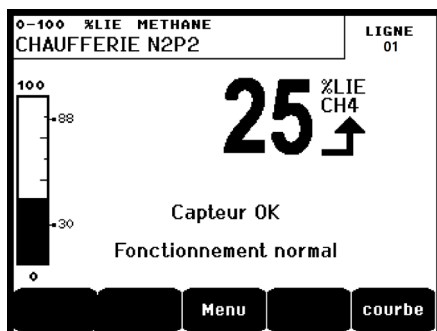 0-100 %LIE METHANE
CHAUFFERIE N2P2
LIGNE
01
100
88
30
0
25
%LIE
CH4
Capteur OK
Fonctionnement normal
Menu
courbe